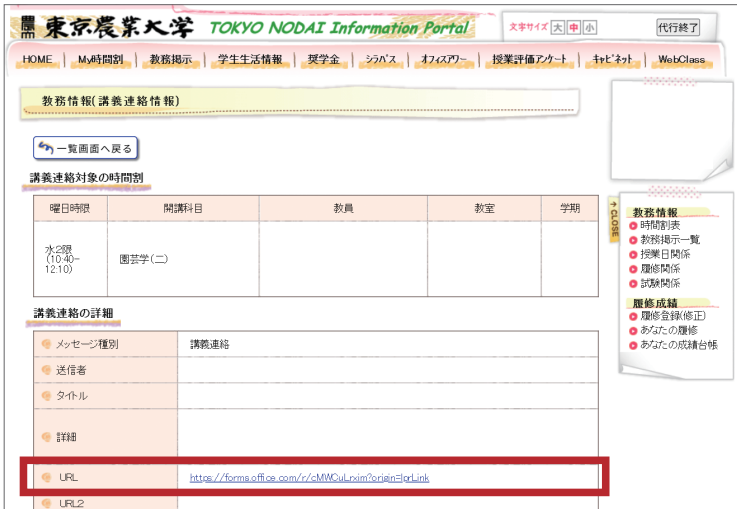 東京農業大学 TOKYO NODAI Information Portal 文字サイズ 大 中 小 代行終了
HOME My時間割 教務掲示 学生生活情報 奨学金 シラバス オフィスアワー 授業評価アンケート キャビネット WebClass
教務情報(講義連絡情報)
一覧画面へ戻る
講義連絡対象の時間割
曜日時限 開講科目 教員 教室 学期
水2限
(10:40-
12:10)
園芸学(二)
講義連絡の詳細
メッセージ種別 講義連絡
送信者
タイトル
詳細
URL https://forms.office.com/r/cMWCuLrxim?origin=lprLink
URL2
CLOSE
教務情報
時間割表
教務掲示一覧
授業日関係
履修関係
試験関係
履修成績
履修登録(修正)
あなたの履修
あなたの成績台帳